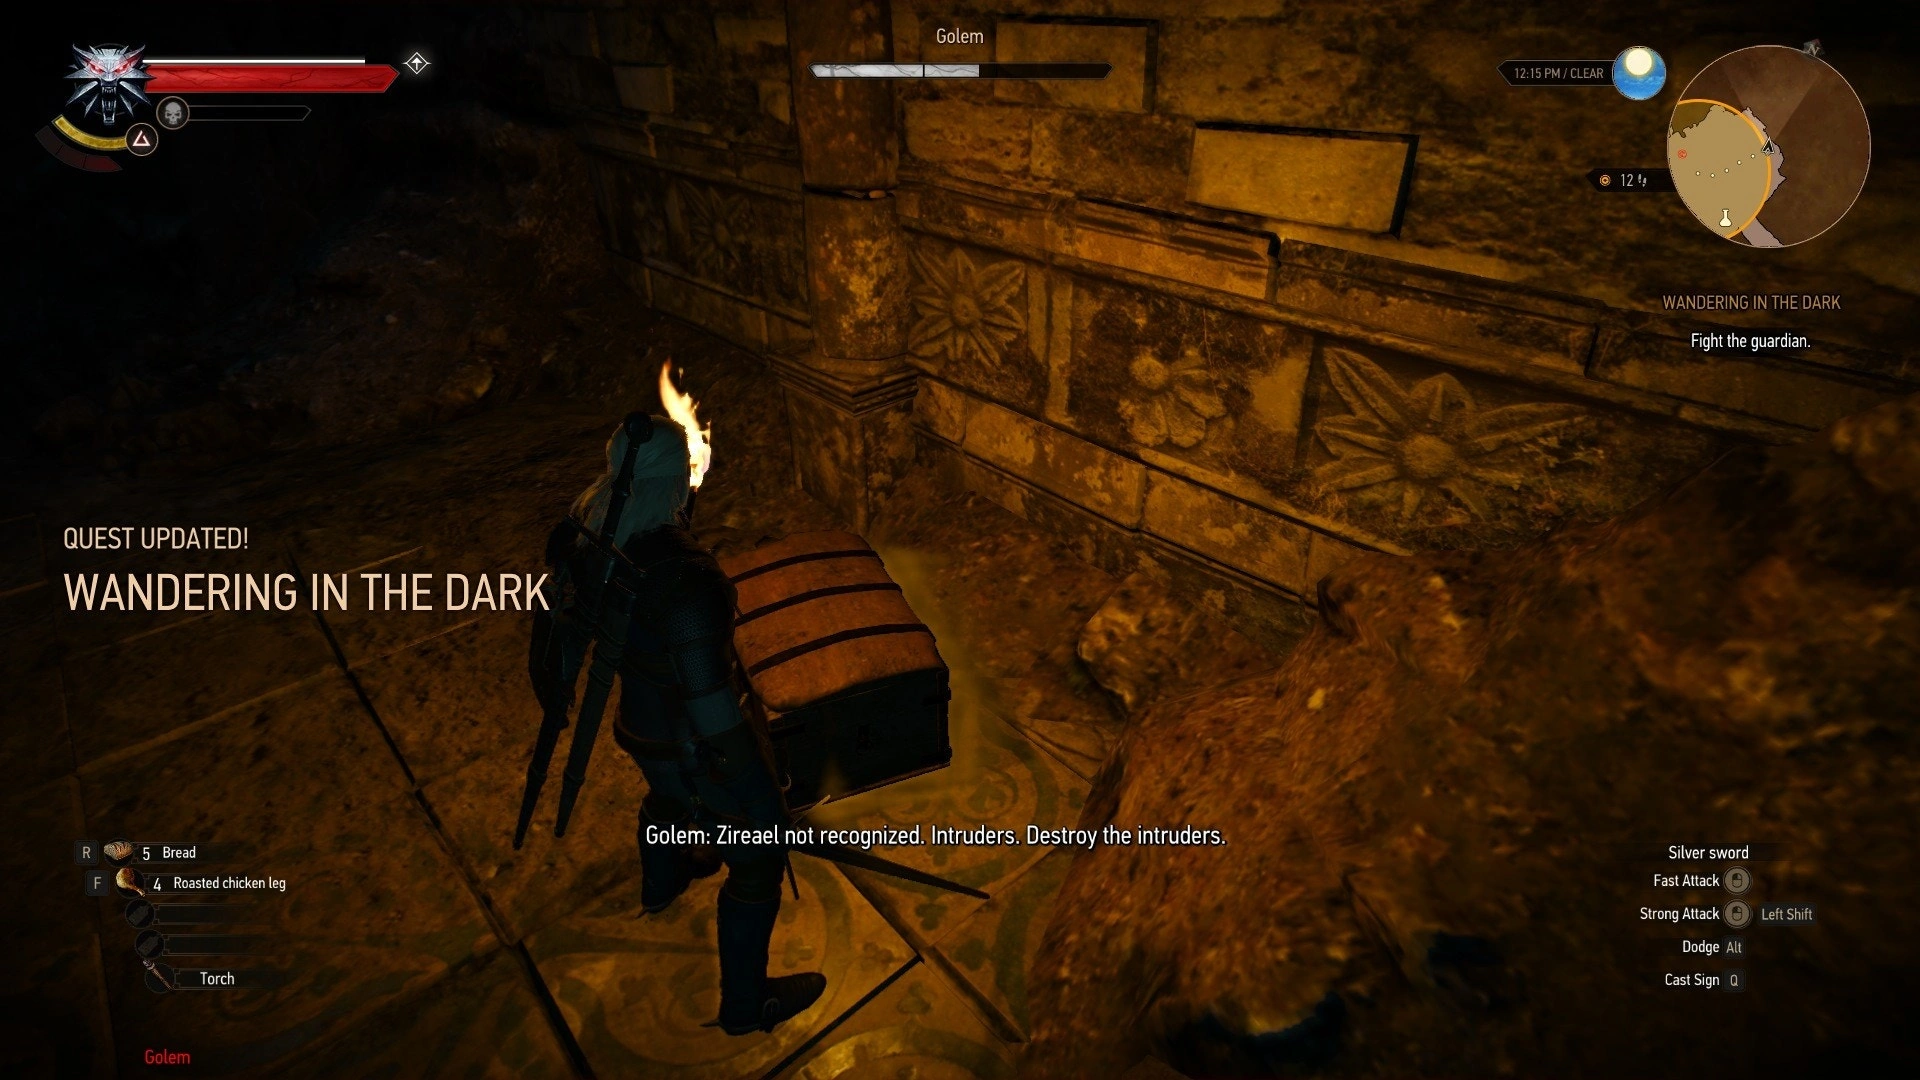 Golem
12:15 PM / CLEAR
N
12
WANDERING IN THE DARK
Fight the guardian.
QUEST UPDATED!
WANDERING IN THE DARK
Golem: Zireael not recognized. Intruders. Destroy the intruders.
R 5 Bread
F 4 Roasted chicken leg
Torch
Golem
Silver sword
Fast Attack
Strong Attack Left Shift
Dodge Alt
Cast Sign Q